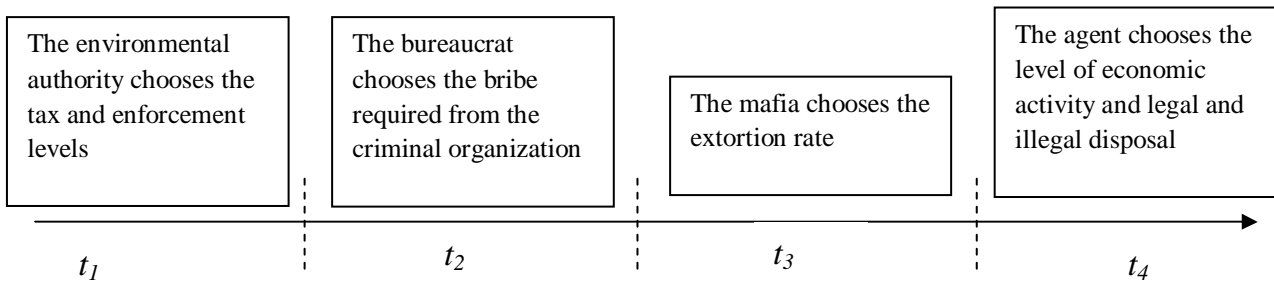 The environmental
authority chooses the
tax and enforcement
levels
The bureaucrat
chooses the bribe
required from the
criminal organization
The mafia chooses the
extortion rate
The agent chooses the
level of economic
activity and legal and
illegal disposal
t1
t2
t3
t4